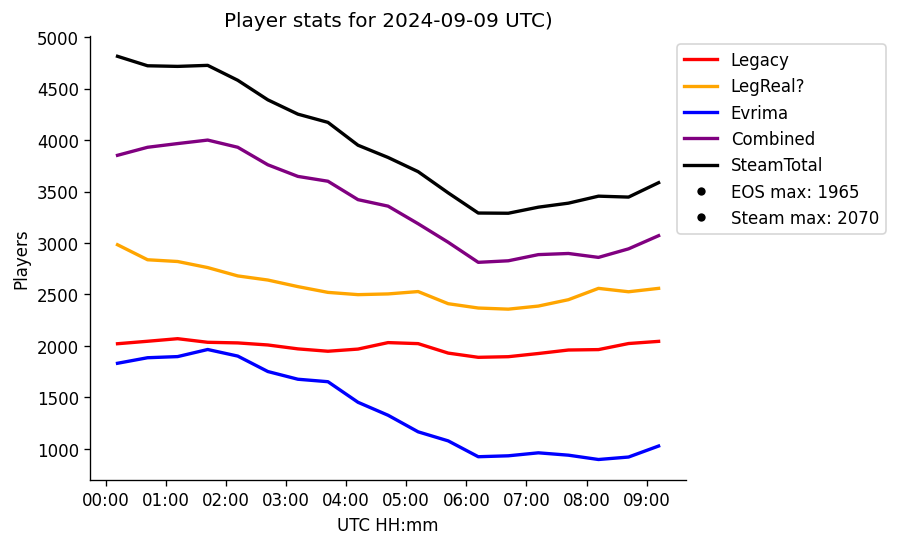 Player stats for 2024-09-09 UTC)
5000
4500
4000
3500
3000
2500
2000
1500
1000
Players
00:00 01:00 02:00 03:00 04:00 05:00 06:00 07:00 08:00 09:00
UTC HH:mm
Legacy
LegReal?
Evrima
Combined
SteamTotal
EOS max: 1965
Steam max: 2070